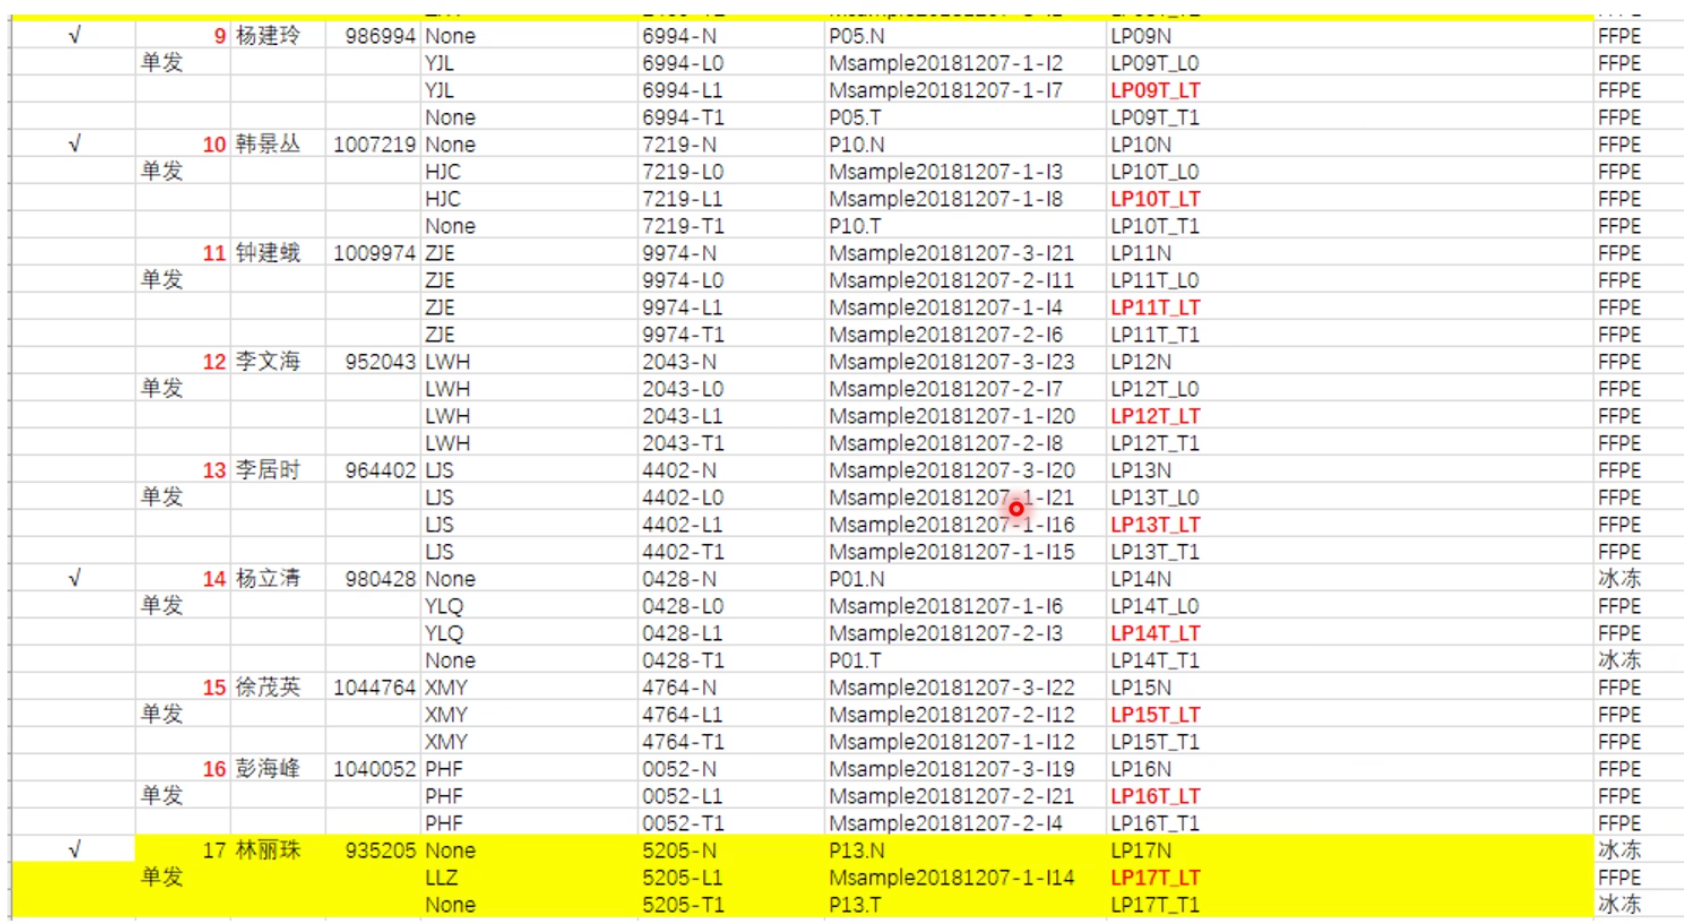 √ 9 杨建玲 986994 None 6994-N P05.N LP09N FFPE
单发 YJL 6994-L0 Msample20181207-1-I2 LP09T_L0 FFPE
YJL 6994-L1 Msample20181207-1-I7 LP09T_LT FFPE
None 6994-T1 P05.T LP09T_T1 FFPE
√ 10 韩景丛 1007219 None 7219-N P10.N LP10N FFPE
单发 HJC 7219-L0 Msample20181207-1-I3 LP10T_L0 FFPE
HJC 7219-L1 Msample20181207-1-I8 LP10T_LT FFPE
None 7219-T1 P10.T LP10T_T1 FFPE
11 钟建蛾 1009974 ZJE 9974-N Msample20181207-3-I21 LP11N FFPE
单发 ZJE 9974-L0 Msample20181207-2-I11 LP11T_L0 FFPE
ZJE 9974-L1 Msample20181207-1-I4 LP11T_LT FFPE
ZJE 9974-T1 Msample20181207-2-I6 LP11T_T1 FFPE
12 李文海 952043 LWH 2043-N Msample20181207-3-I23 LP12N FFPE
单发 LWH 2043-L0 Msample20181207-2-I7 LP12T_L0 FFPE
LWH 2043-L1 Msample20181207-1-I20 LP12T_LT FFPE
LWH 2043-T1 Msample20181207-2-I8 LP12T_T1 FFPE
13 李居时 964402 LJS 4402-N Msample20181207-3-I20 LP13N FFPE
单发 LJS 4402-L0 Msample20181207-1-I21 LP13T_L0 FFPE
LJS 4402-L1 Msample20181207-1-I16 LP13T_LT FFPE
LJS 4402-T1 Msample20181207-1-I15 LP13T_T1 FFPE
√ 14 杨立清 980428 None 0428-N P01.N LP14N 冰冻
单发 YLQ 0428-L0 Msample20181207-1-I6 LP14T_L0 FFPE
YLQ 0428-L1 Msample20181207-2-I3 LP14T_LT FFPE
None 0428-T1 P01.T LP14T_T1 冰冻
15 徐茂英 1044764 XMY 4764-N Msample20181207-3-I22 LP15N FFPE
单发 XMY 4764-L1 Msample20181207-2-I12 LP15T_LT FFPE
XMY 4764-T1 Msample20181207-1-I12 LP15T_T1 FFPE
16 彭海峰 1040052 PHF 0052-N Msample20181207-3-I19 LP16N FFPE
单发 PHF 0052-L1 Msample20181207-2-I21 LP16T_LT FFPE
PHF 0052-T1 Msample20181207-2-I4 LP16T_T1 FFPE
√ 17 林丽珠 935205 None 5205-N P13.N LP17N 冰冻
单发 LLZ 5205-L1 Msample20181207-1-I14 LP17T_LT FFPE
None 5205-T1 P13.T LP17T_T1 冰冻